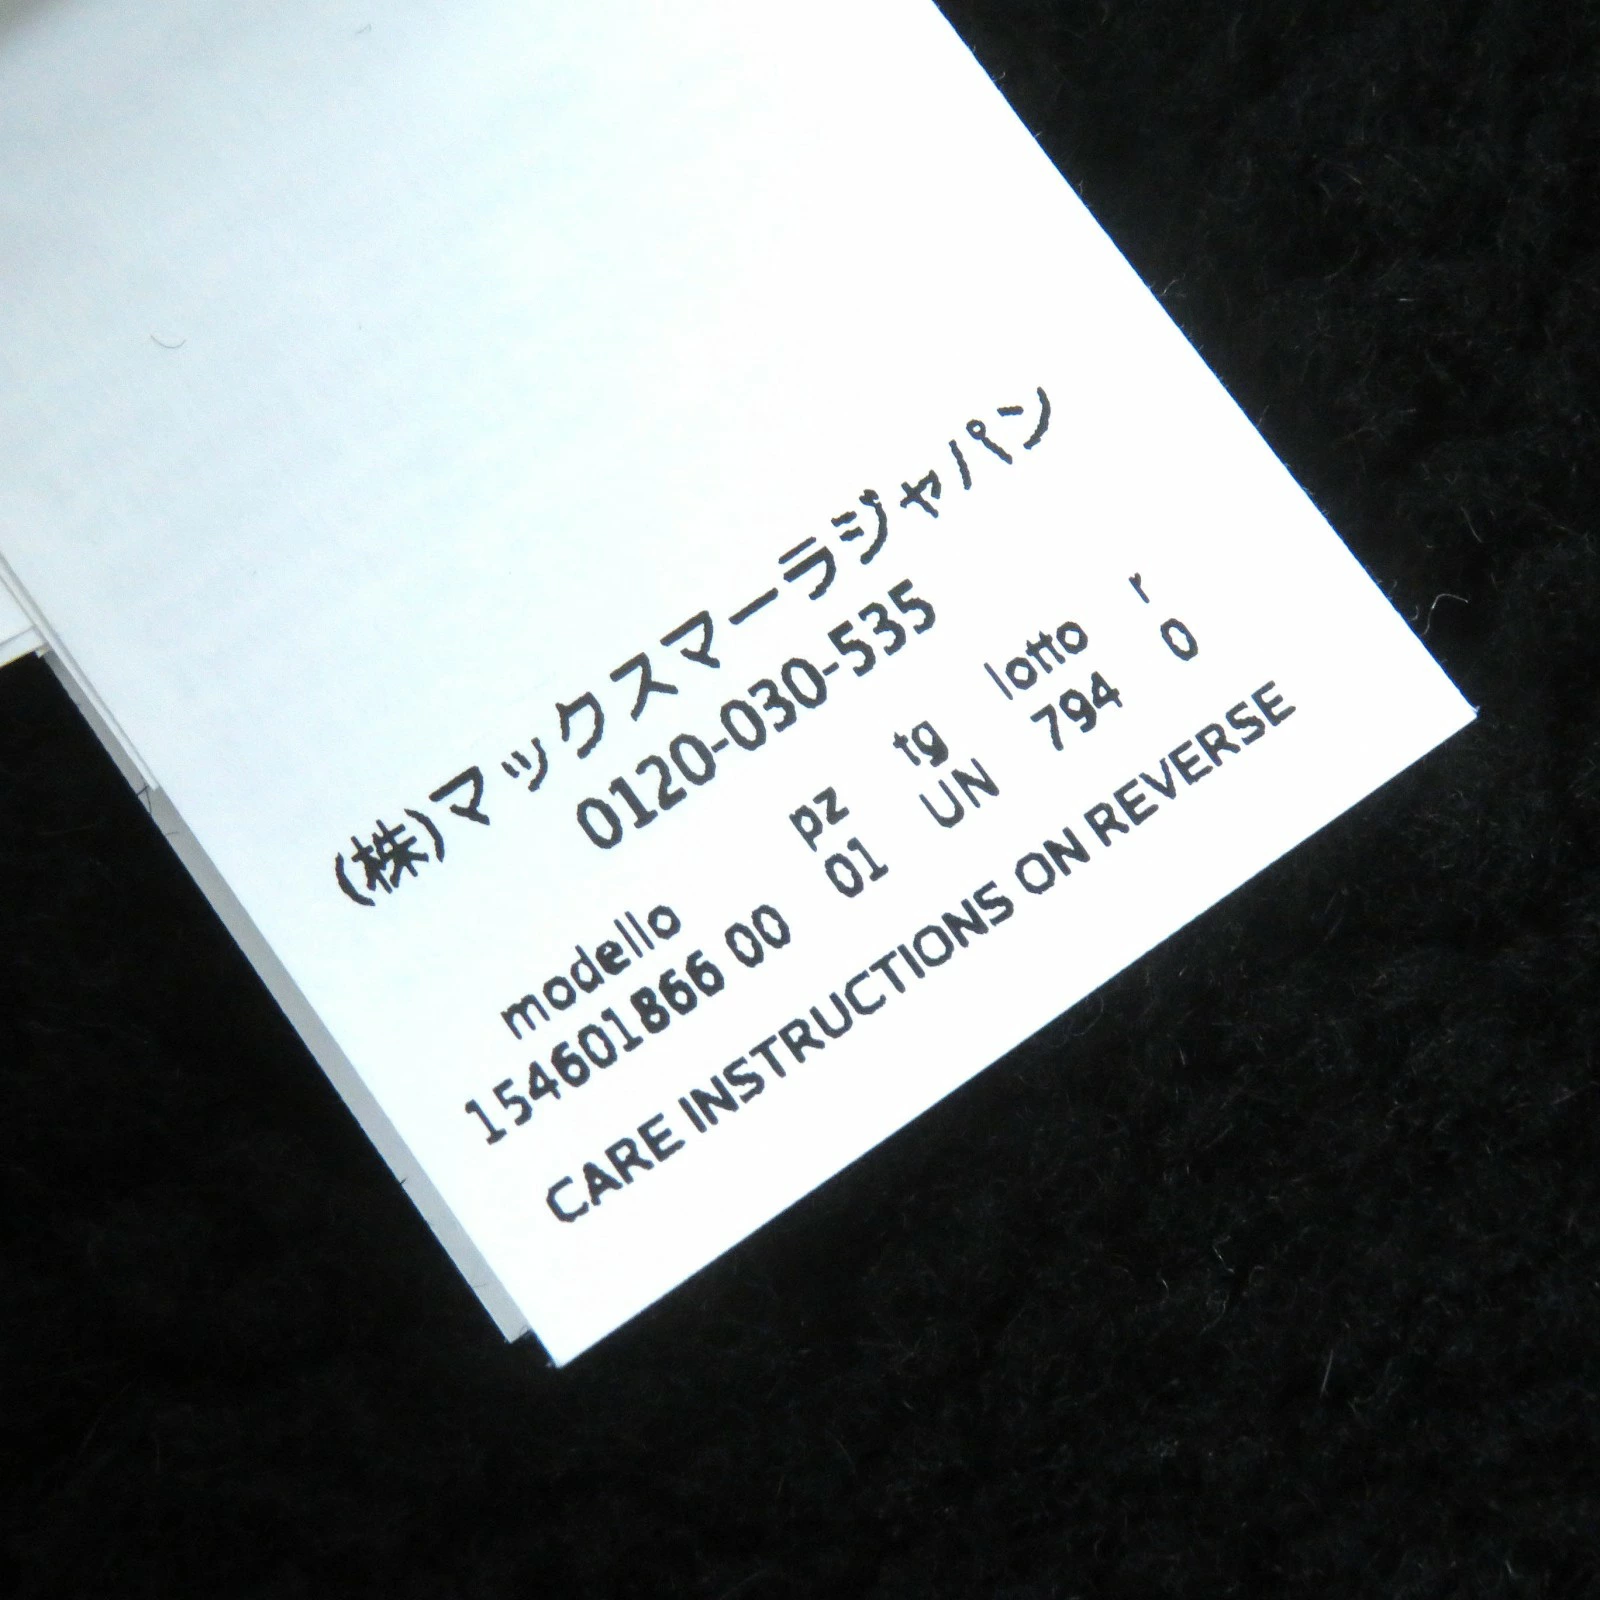 (株)マックスマーラジャパン
0120-030-535
modello pz tg lotto r
154601866 00 01 UN 794 0
CARE INSTRUCTIONS ON REVERSE